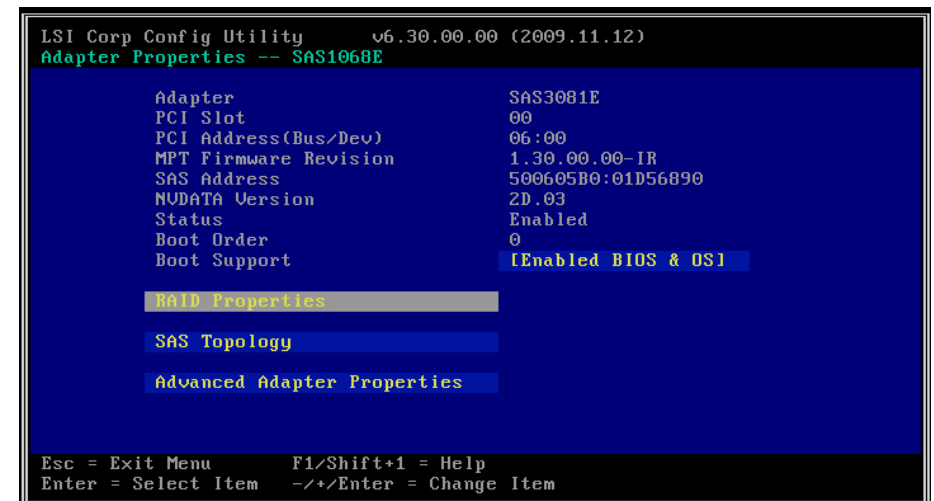 LSI Corp Config Utility v6.30.00.00 (2009.11.12)
Adapter Properties -- SAS1068E
Adapter SAS3081E
PCI Slot 00
PCI Address(Bus/Dev) 06:00
MPT Firmware Revision 1.30.00.00-IR
SAS Address 500605B0:01D56890
NVDATA Version 2D.03
Status Enabled
Boot Order 0
Boot Support [Enabled BIOS & OS]
RAID Properties
SAS Topology
Advanced Adapter Properties
Esc = Exit Menu F1/Shift+1 = Help
Enter = Select Item -/+/Enter = Change Item